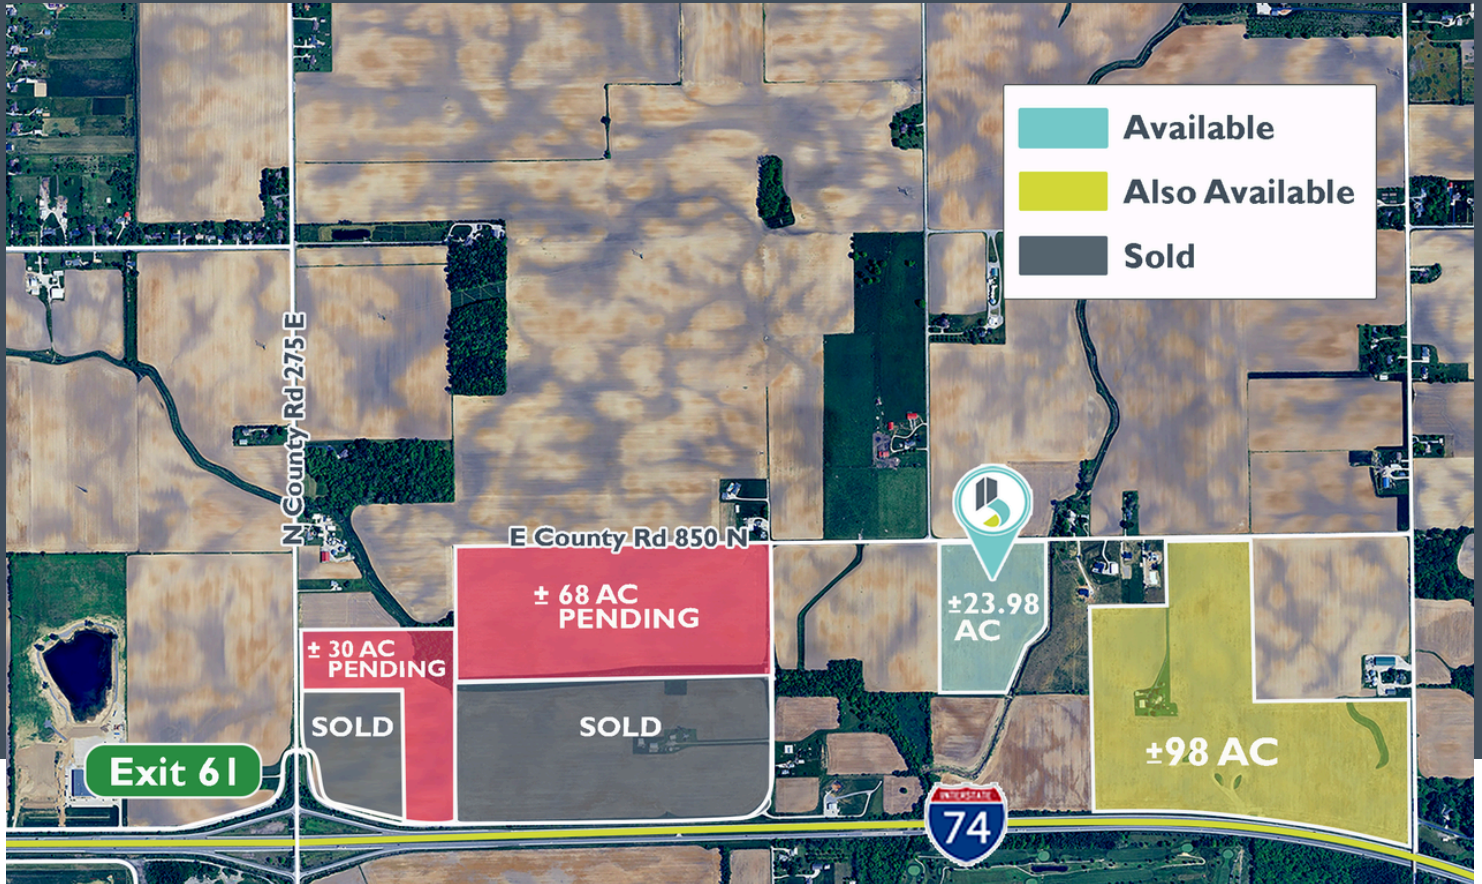 Available
Also Available
Sold
N County Rd 275 E
E County Rd 850 N
± 68 AC
PENDING
±23.98
AC
± 30 AC
PENDING
SOLD
SOLD
±98 AC
Exit 61
INTERSTATE
74